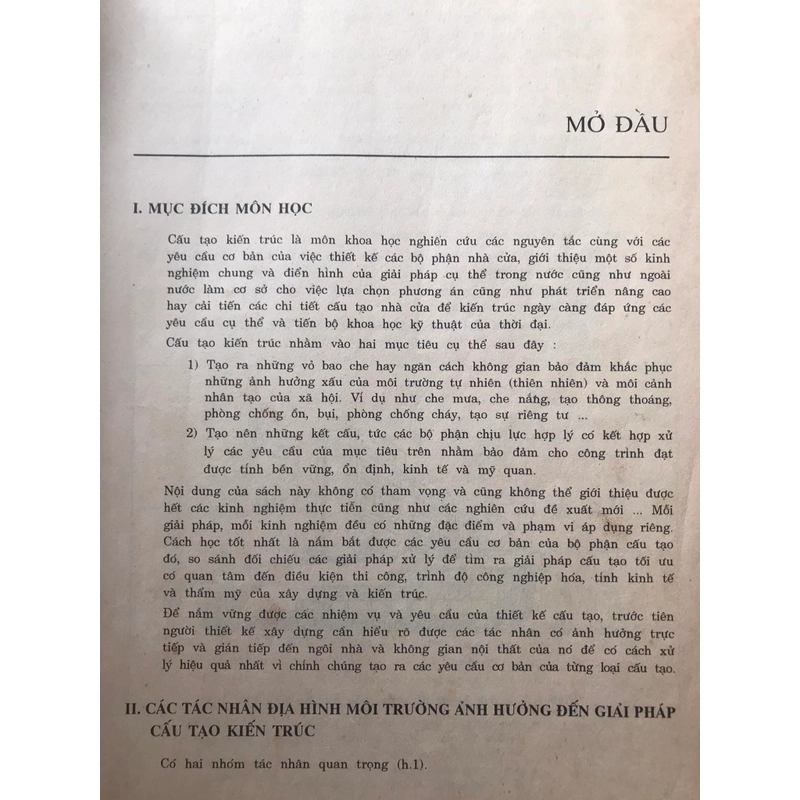 MỞ ĐẦU
I. MỤC ĐÍCH MÔN HỌC
Cấu tạo kiến trúc là môn khoa học nghiên cứu các nguyên tắc cùng với các
yêu cầu cơ bản của việc thiết kế các bộ phận nhà cửa, giới thiệu một số kinh
nghiệm chung và điển hình của giải pháp cụ thể trong nước cũng như ngoài
nước làm cơ sở cho việc lựa chọn phương án cũng như phát triển nâng cao
hay cải tiến các chi tiết cấu tạo nhà cửa để kiến trúc ngày càng đáp ứng các
yêu cầu cụ thể và tiến bộ khoa học kỹ thuật của thời đại.
Cấu tạo kiến trúc nhằm vào hai mục tiêu cụ thể sau đây :
1) Tạo ra những vỏ bao che hay ngăn cách không gian bảo đảm khắc phục
những ảnh hưởng xấu của môi trường tự nhiên (thiên nhiên) và môi cảnh
nhân tạo của xã hội. Ví dụ như che mưa, che nắng, tạo thông thoáng,
phòng chống ồn, bụi, phòng chống cháy, tạo sự riêng tư ...
2) Tạo nên những kết cấu, tức các bộ phận chịu lực hợp lý có kết hợp xử
lý các yêu cầu của mục tiêu trên nhằm bảo đảm cho công trình đạt
được tính bền vững, ổn định, kinh tế và mỹ quan.
Nội dung của sách này không có tham vọng và cũng không thể giới thiệu được
hết các kinh nghiệm thực tiễn cũng như các nghiên cứu đề xuất mới ... Mỗi
giải pháp, mỗi kinh nghiệm đều có những đặc điểm và phạm vi áp dụng riêng.
Cách học tốt nhất là nắm bắt được các yêu cầu cơ bản của bộ phận cấu tạo
đó, so sánh đối chiếu các giải pháp xử lý để tìm ra giải pháp cấu tạo tối ưu
có quan tâm đến điều kiện thi công, trình độ công nghiệp hóa, tính kinh tế
và thẩm mỹ của xây dựng và kiến trúc.
Để nắm vững được các nhiệm vụ và yêu cầu của thiết kế cấu tạo, trước tiên
người thiết kế xây dựng cần hiểu rõ được các tác nhân có ảnh hưởng trực
tiếp và gián tiếp đến ngôi nhà và không gian nội thất của nó để có cách xử
lý hiệu quả nhất vì chính chúng tạo ra các yêu cầu cơ bản của từng loại cấu tạo.
II. CÁC TÁC NHÂN ĐỊA HÌNH MÔI TRƯỜNG ẢNH HƯỞNG ĐẾN GIẢI PHÁP
CẤU TẠO KIẾN TRÚC
Có hai nhóm tác nhân quan trọng (h.1).